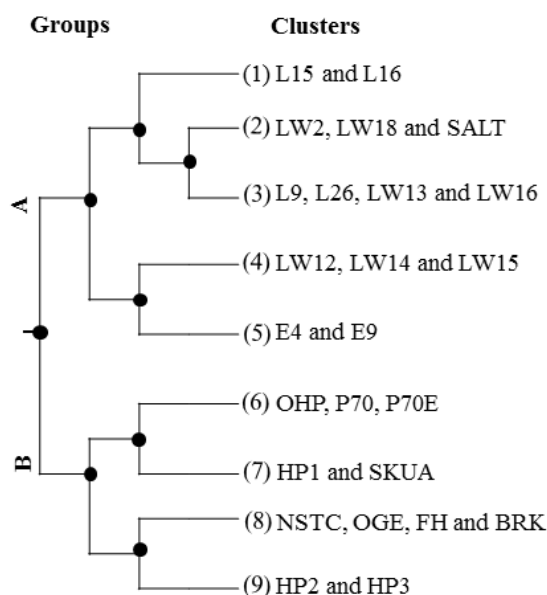 Groups Clusters
(1) L15 and L16
(2) LW2, LW18 and SALT
A
(3) L9, L26, LW13 and LW16
(4) LW12, LW14 and LW15
(5) E4 and E9
(6) OHP, P70, P70E
B
(7) HP1 and SKUA
(8) NSTC, OGE, FH and BRK
(9) HP2 and HP3